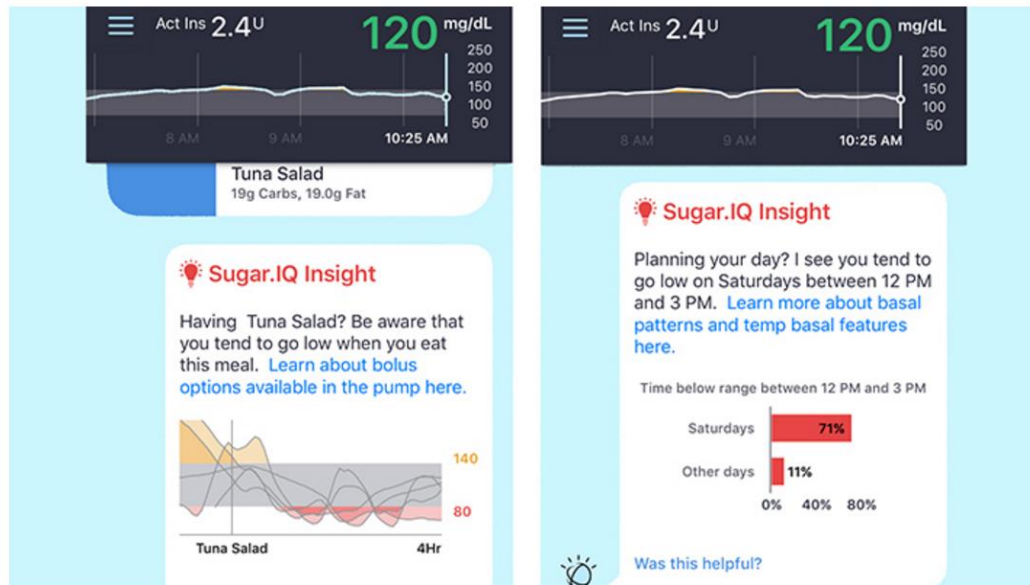 Act Ins 2.4 U 120 mg/dL
250
200
150
100
50
8 AM 9 AM 10:25 AM
Tuna Salad
19g Carbs, 19.0g Fat
Sugar.IQ Insight
Having Tuna Salad? Be aware that
you tend to go low when you eat
this meal. Learn about bolus
options available in the pump here.
140
80
Tuna Salad 4Hr
Act Ins 2.4 U 120 mg/dL
250
200
150
100
50
8 AM 9 AM 10:25 AM
Sugar.IQ Insight
Planning your day? I see you tend to
go low on Saturdays between 12 PM
and 3 PM. Learn more about basal
patterns and temp basal features
here.
Time below range between 12 PM and 3 PM
Saturdays 71%
Other days 11%
0% 40% 80%
Was this helpful?